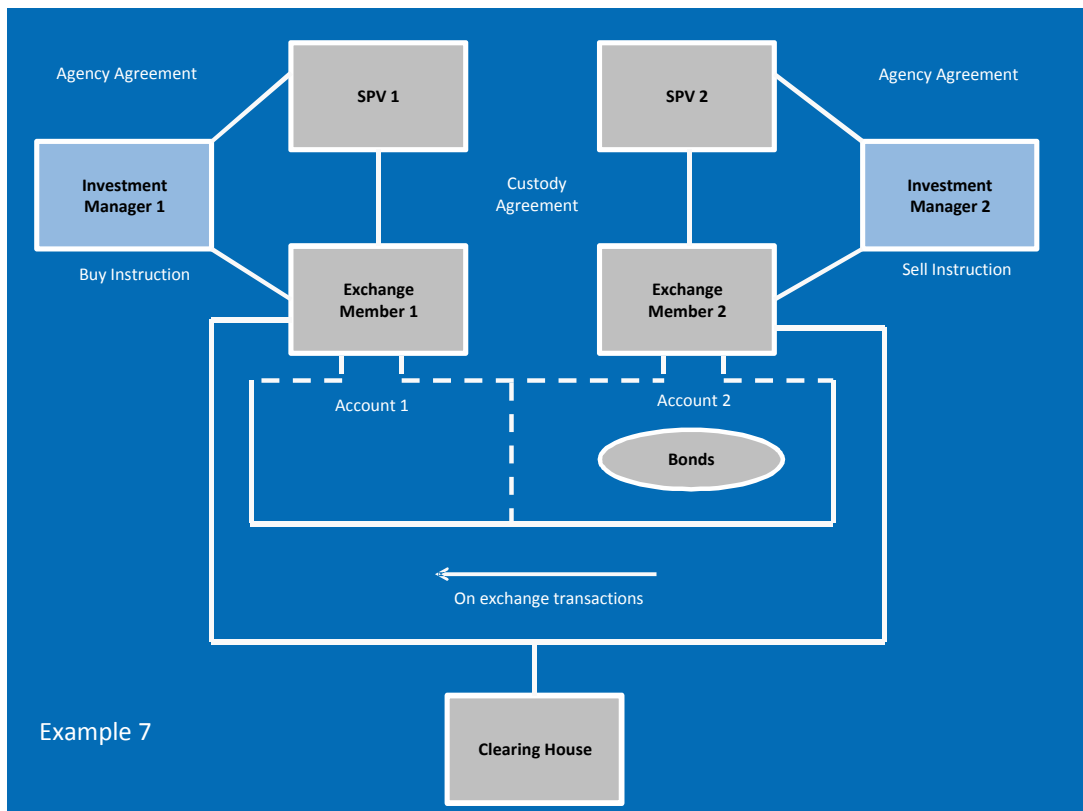 Agency Agreement
SPV 1
SPV 2
Agency Agreement
Investment
Manager 1
Custody
Agreement
Investment
Manager 2
Buy Instruction
Exchange
Member 1
Exchange
Member 2
Sell Instruction
Account 1
Account 2
Bonds
On exchange transactions
Example 7
Clearing House